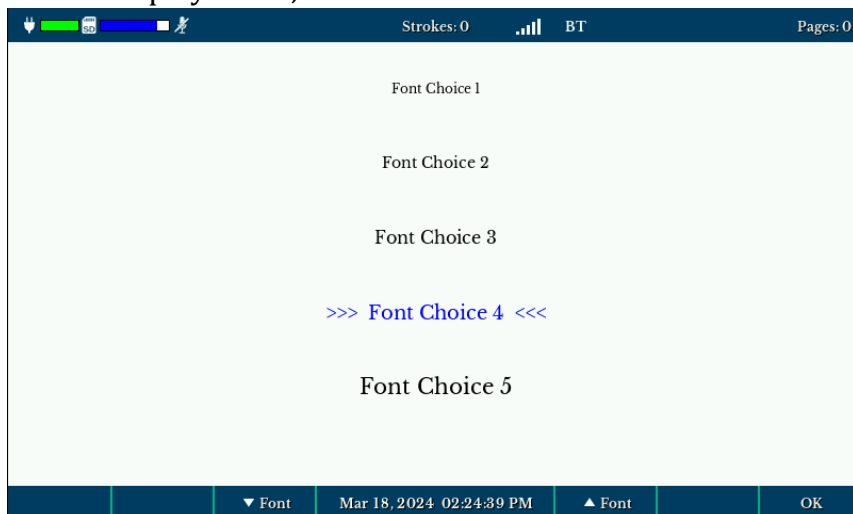 SD Strokes: 0 BT Pages: 0
Font Choice 1
Font Choice 2
Font Choice 3
>>> Font Choice 4 <<<
Font Choice 5
▼ Font Mar 18, 2024 02:24:39 PM ▲ Font OK